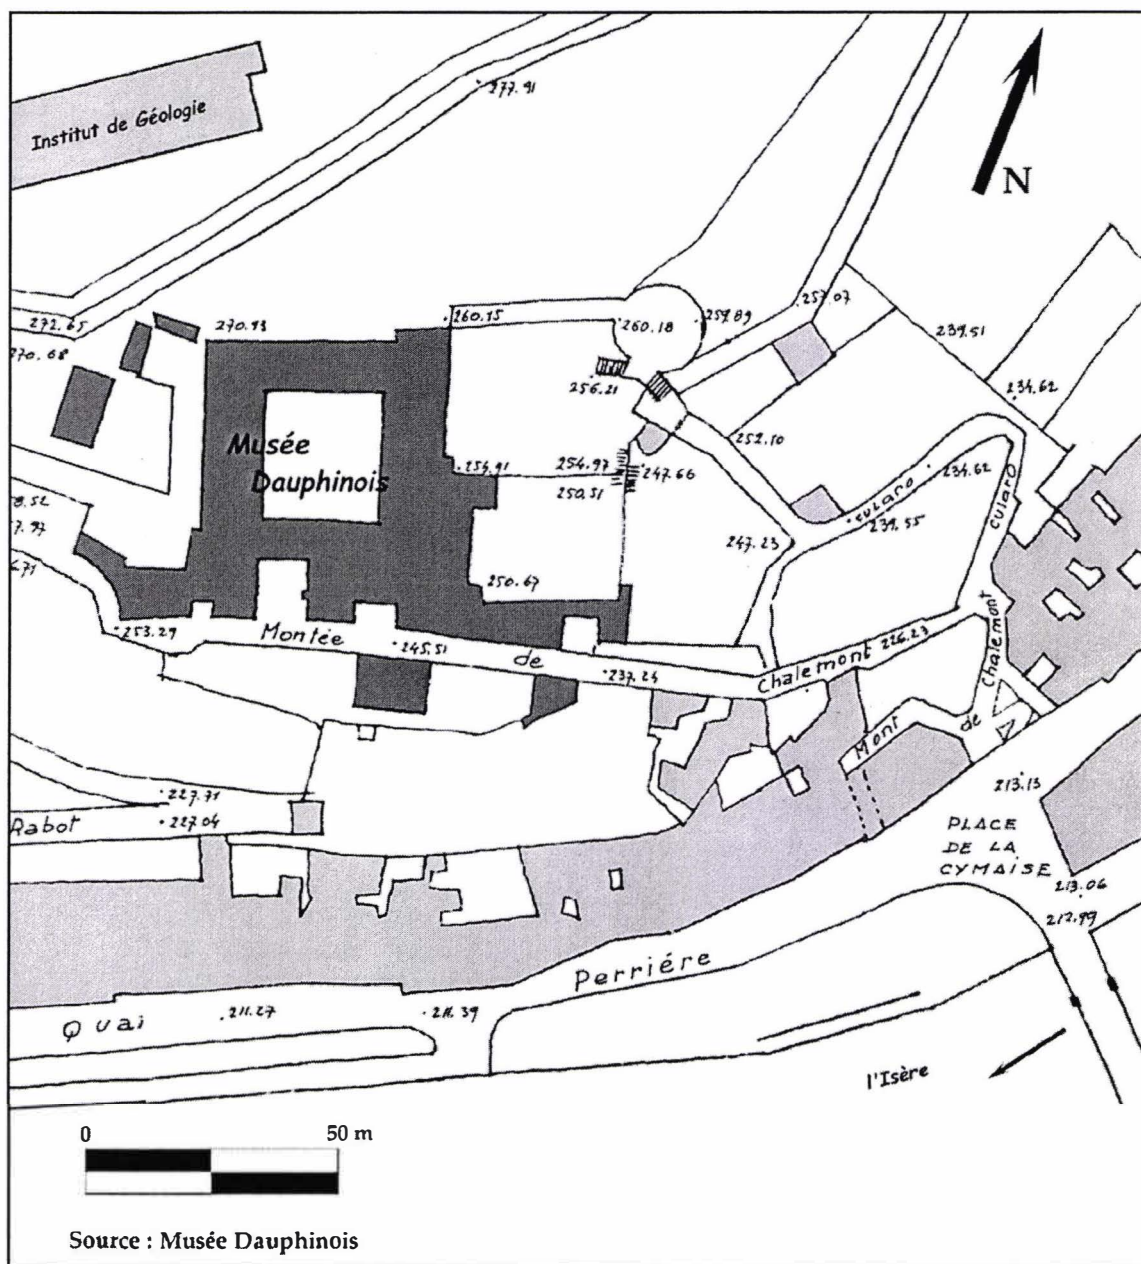 Institut de Géologie
277.91
N
272.65
270.93
260.15
260.18
259.89
257.07
270.68
239.51
256.21
234.62
Musée
Dauphinois
252.10
254.91
254.97
247.66
234.62
250.51
cularo
cularo
239.55
247.23
250.67
253.29
Montée
245.51
de
237.24
Chalemont
226.23
Chalemont
Mont
de
227.71
Rabot
227.04
213.13
PLACE
DE LA
CYMAISE
213.06
212.99
Perriére
Quai
211.27
211.39
l'Isère
0
50 m
Source : Musée Dauphinois